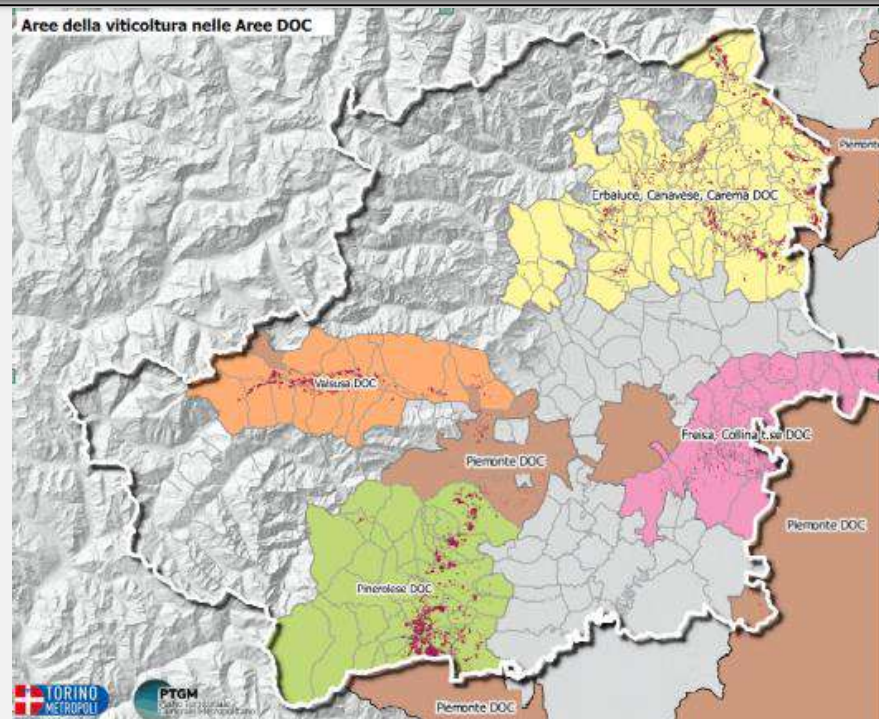 Aree della viticoltura nelle Aree DOC
Piemonte
Erbaluce, Canavese, Carema DOC
Valsusa DOC
Freisa, Collina t.se DOC
Piemonte DOC
Piemonte DOC
Pinerolese DOC
Piemonte DOC
TORINO
METROPOLI
PTGM